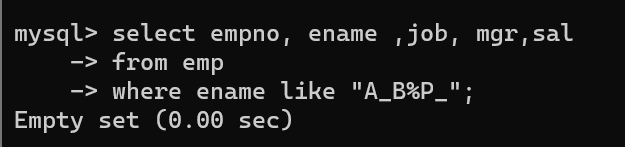 mysql> select empno, ename ,job, mgr,sal
    -> from emp
    -> where ename like "A_B%P_";
Empty set (0.00 sec)